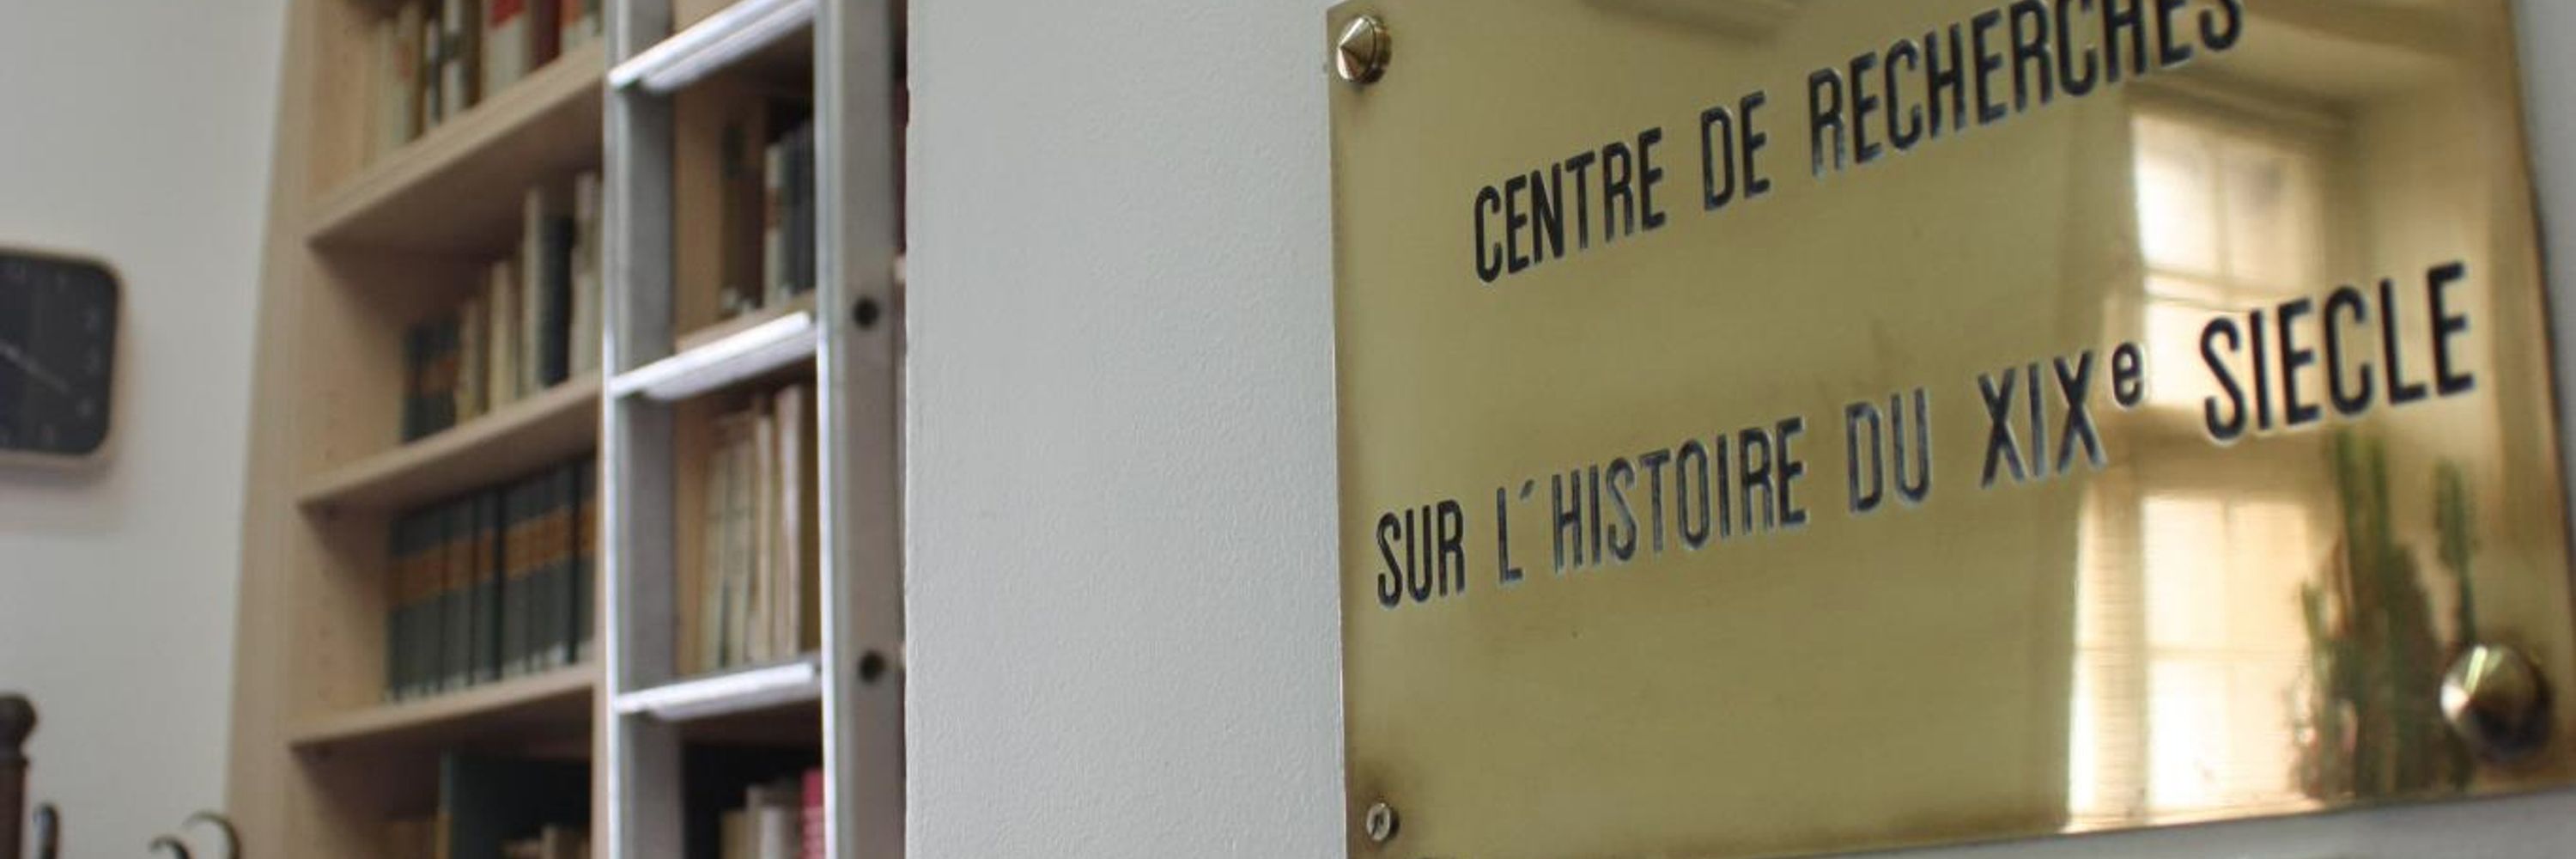 CENTRE DE RECHERCHES
SUR L'HISTOIRE DU XIXe SIECLE